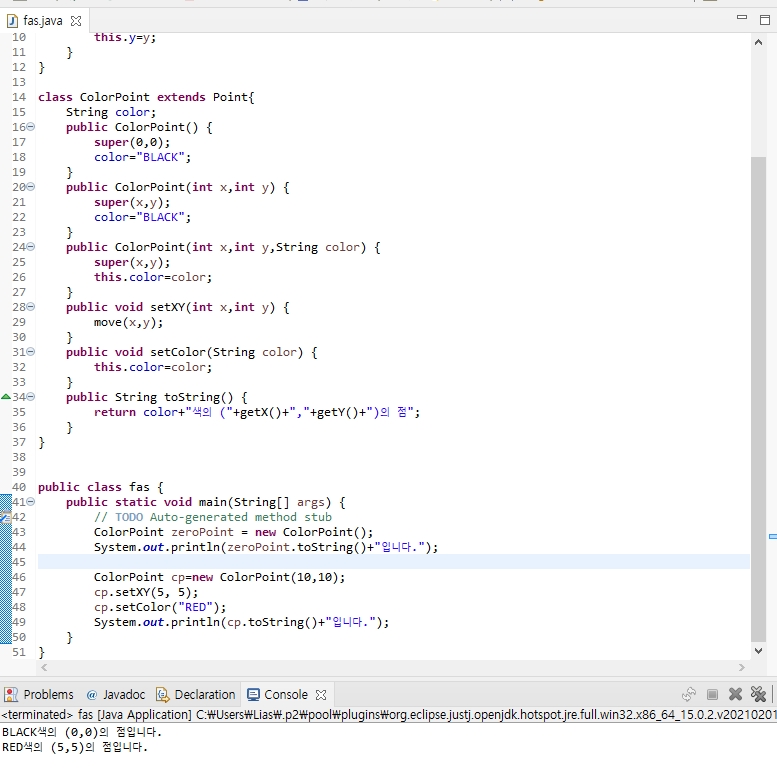 fas.java
10 this.y=y;
11 }
12 }
13
14 class ColorPoint extends Point{
15 String color;
16 public ColorPoint() {
17 super(0,0);
18 color="BLACK";
19 }
20 public ColorPoint(int x,int y) {
21 super(x,y);
22 color="BLACK";
23 }
24 public ColorPoint(int x,int y,String color) {
25 super(x,y);
26 this.color=color;
27 }
28 public void setXY(int x,int y) {
29 move(x,y);
30 }
31 public void setColor(String color) {
32 this.color=color;
33 }
34 public String toString() {
35 return color+"색의 ("+getX()+","+getY()+")의 점";
36 }
37 }
38
39
40 public class fas {
41 public static void main(String[] args) {
42 // TODO Auto-generated method stub
43 ColorPoint zeroPoint = new ColorPoint();
44 System.out.println(zeroPoint.toString()+"입니다.");
45
46 ColorPoint cp=new ColorPoint(10,10);
47 cp.setXY(5, 5);
48 cp.setColor("RED");
49 System.out.println(cp.toString()+"입니다.");
50 }
51 }
Problems @ Javadoc Declaration Console
<terminated> fas [Java Application] C:₩Users₩Lias₩.p2₩pool₩plugins₩org.eclipse.justj.openjdk.hotspot.jre.full.win32.x86_64_15.0.2.v20210201
BLACK색의 (0,0)의 점입니다.
RED색의 (5,5)의 점입니다.